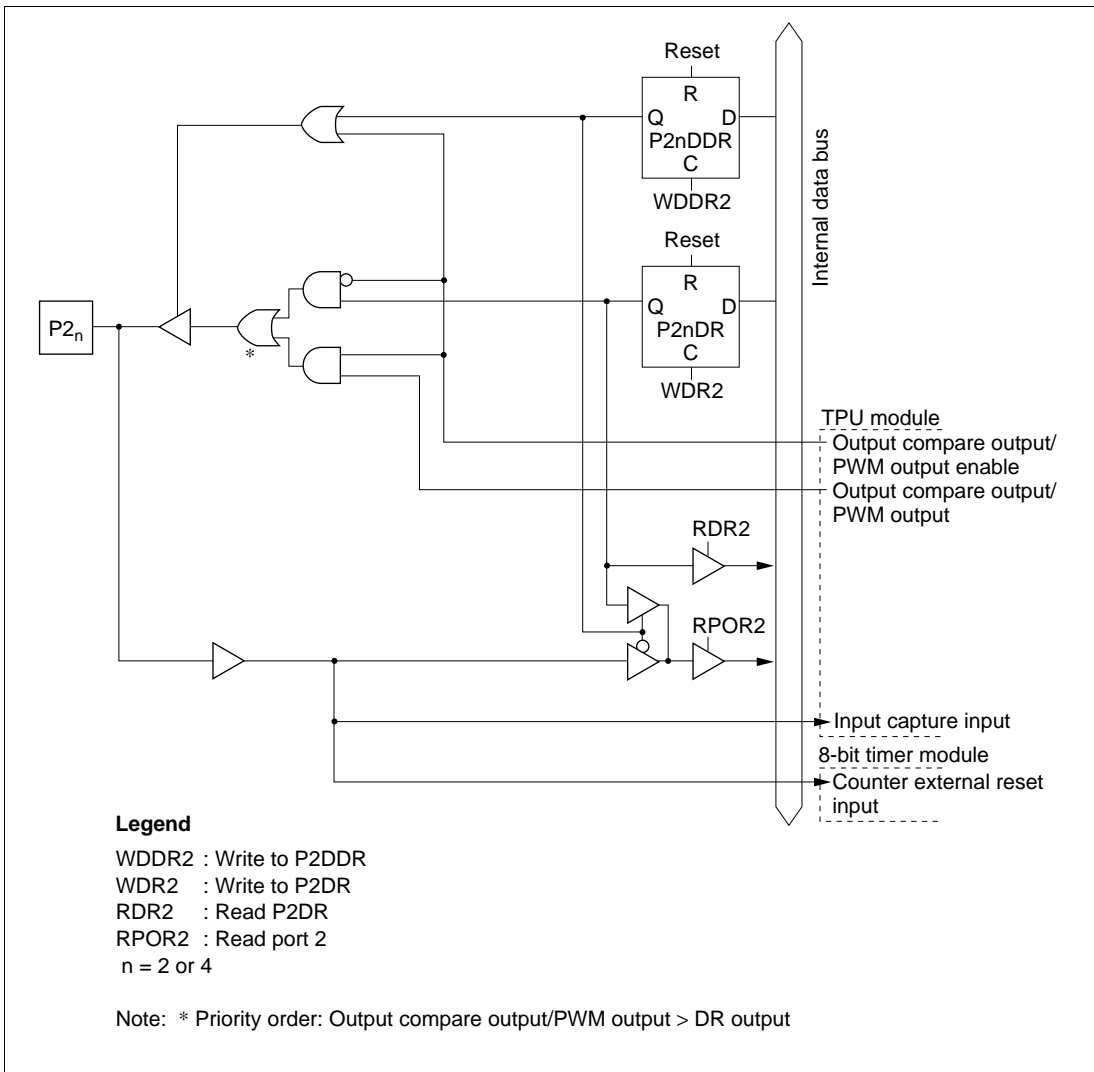 Reset
R
Q D
P2nDDR
C
WDDR2
Internal data bus
Reset
R
Q D
P2nDR
C
WDR2
P2n
*
TPU module
Output compare output/
PWM output enable
Output compare output/
PWM output
RDR2
RPOR2
Input capture input
8-bit timer module
Counter external reset
input
Legend
WDDR2 : Write to P2DDR
WDR2 : Write to P2DR
RDR2 : Read P2DR
RPOR2 : Read port 2
n = 2 or 4
Note: * Priority order: Output compare output/PWM output > DR output